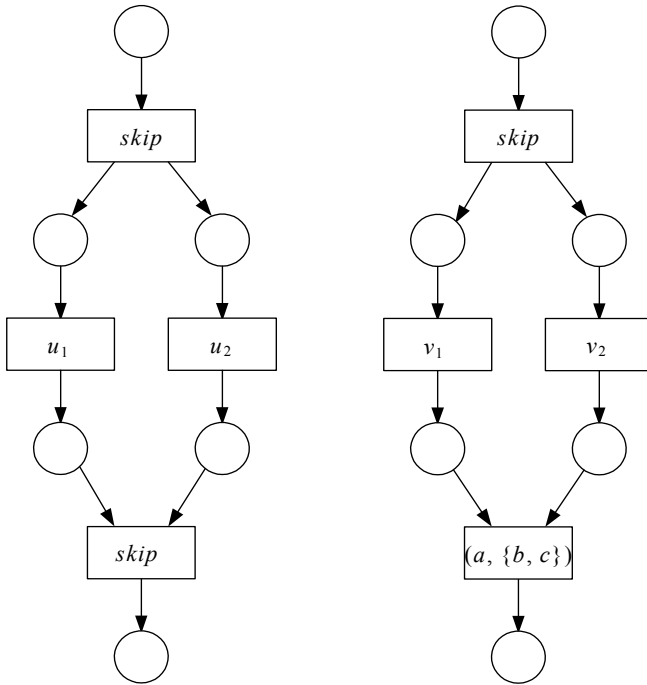 skip skip
u₁ u₂ v₁ v₂
skip (a, {b, c})